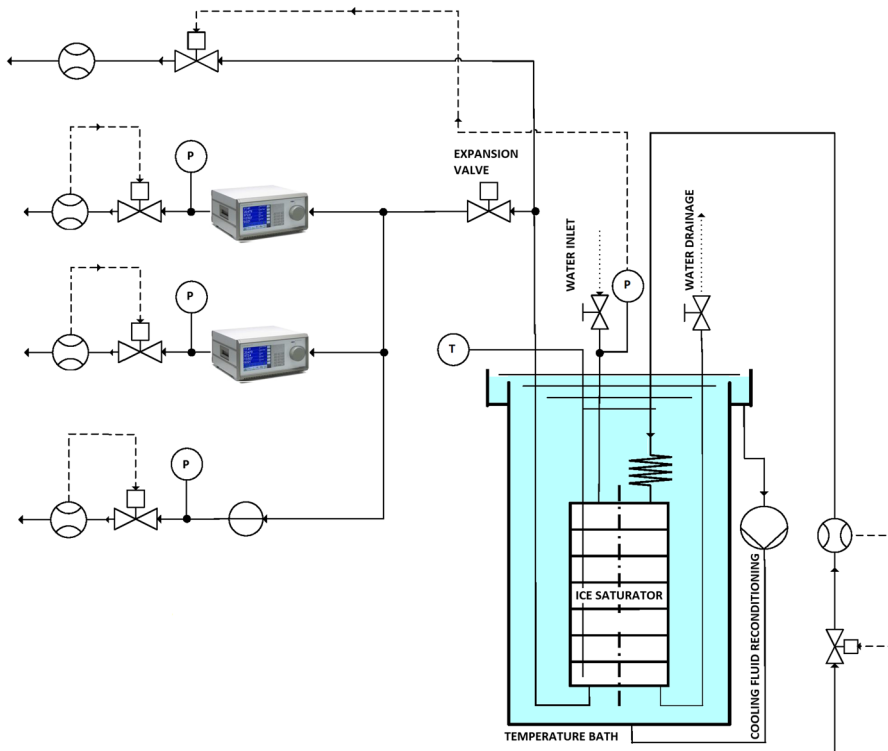 P
EXPANSION
VALVE
WATER INLET
WATER DRAINAGE
P
P
T
P
ICE SATURATOR
COOLING FLUID RECONDITIONING
TEMPERATURE BATH